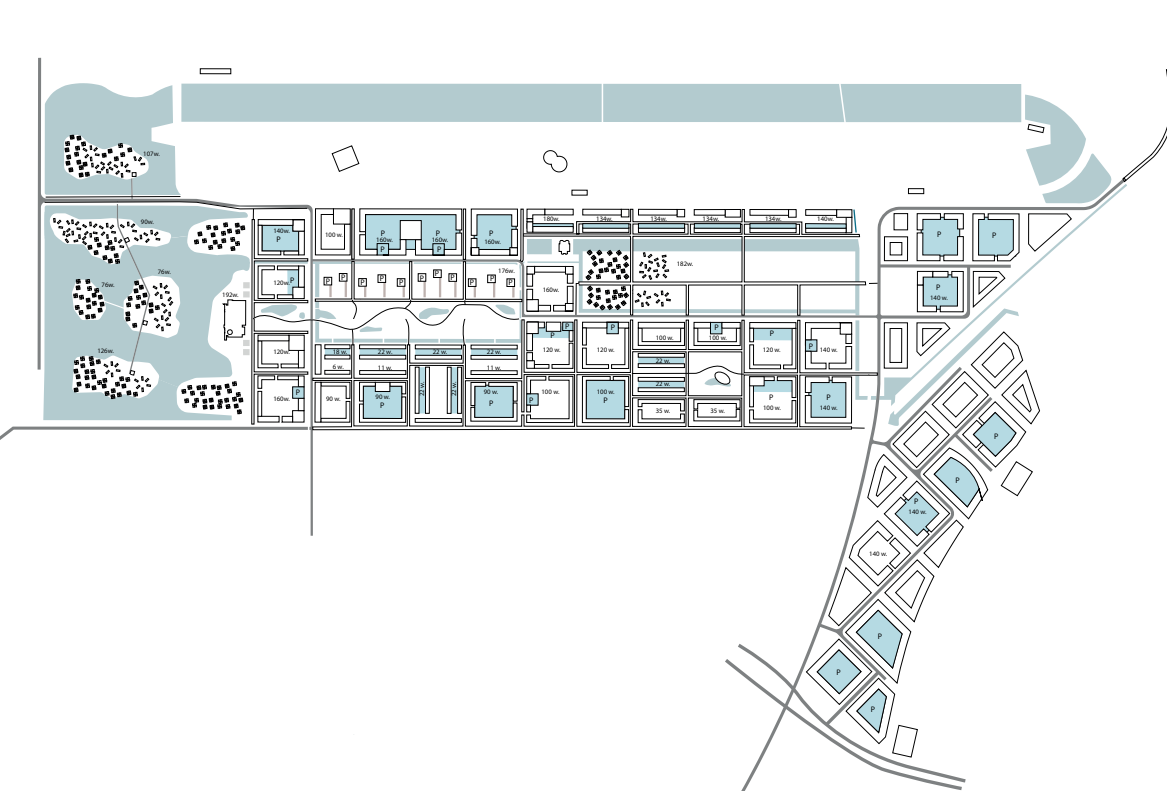 107w.
90w.
76w.
76w.
192w.
126w.
140w.
P
100 w.
P
P
160w.
160w.
P
P
P
160w.
180w.
134w.
134w.
134w.
134w.
140w.
120w.
P
P
P
P
P
P
P
P
P
P
P
176w.
160w.
182w.
120w.
160w.
P
18 w.
22 w.
22 w.
22 w.
6 w.
11 w.
11 w.
22 w.
22 w.
90 w.
90 w.
P
90 w.
P
P
P
120 w.
P
120 w.
100 w.
P
100 w.
P
120 w.
P
140 w.
22 w.
22 w.
100 w.
P
100 w.
P
35 w.
35 w.
P
100 w.
P
140 w.
P
P
P
140 w.
P
P
P
140 w.
140 w.
P
P
P